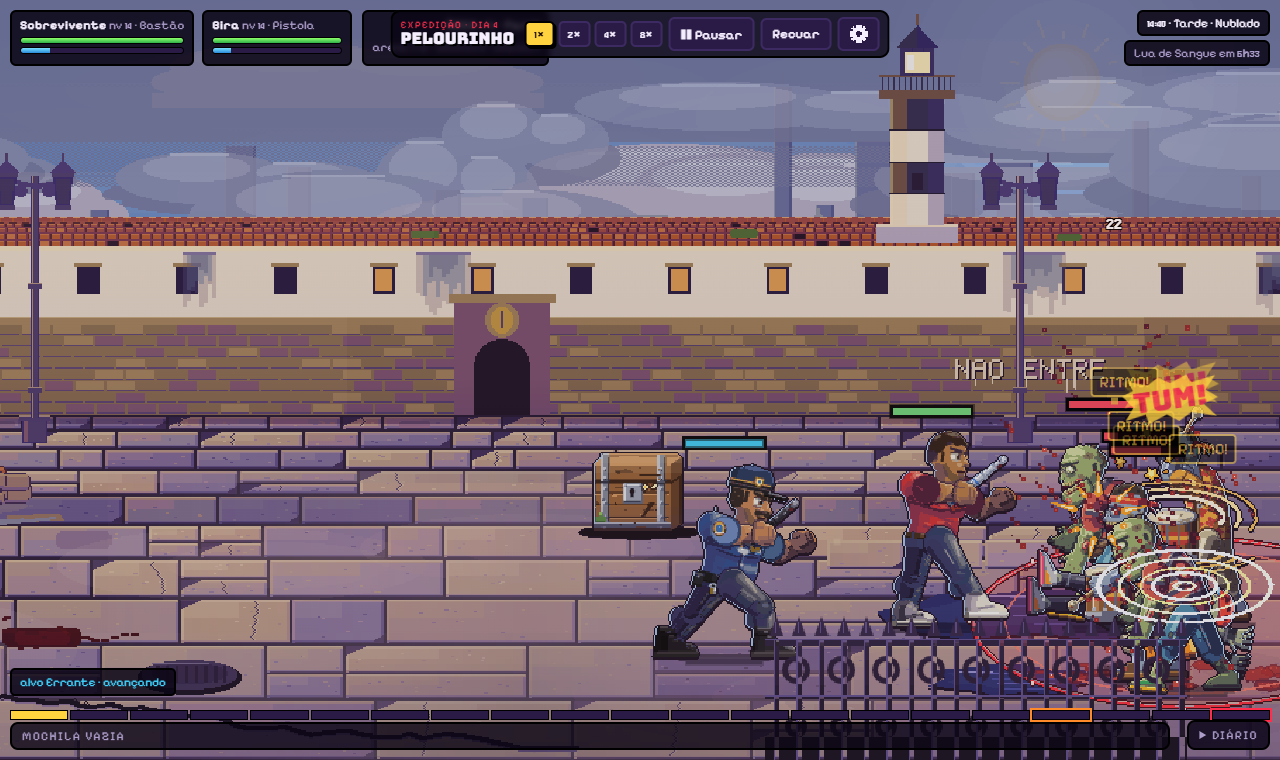 Sobrevivente nv 14 · Bastão
Bira nv 14 · Pistola
EXPEDIÇÃO · DIA 4
PELOURINHO
1×
2×
4×
8×
Pausar
Recuar
14:40 · Tarde · Nublado
Lua de Sangue em 5h33
22
NAO ENTRE
RITMO!
TUM!
RITMO!
RITMO
RITMO!
alvo Errante · avançando
MOCHILA VAZIA
DIÁRIO